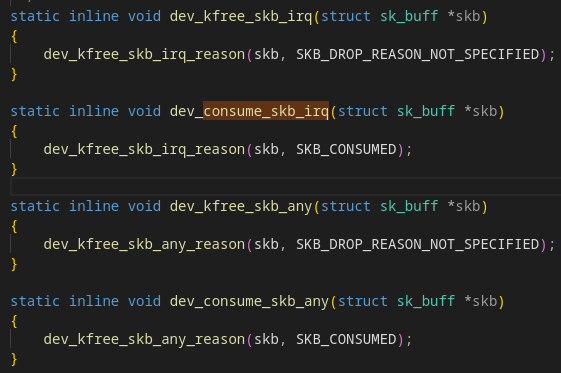 static inline void dev_kfree_skb_irq(struct sk_buff *skb)
{
    dev_kfree_skb_irq_reason(skb, SKB_DROP_REASON_NOT_SPECIFIED);
}

static inline void dev_consume_skb_irq(struct sk_buff *skb)
{
    dev_kfree_skb_irq_reason(skb, SKB_CONSUMED);
}

static inline void dev_kfree_skb_any(struct sk_buff *skb)
{
    dev_kfree_skb_any_reason(skb, SKB_DROP_REASON_NOT_SPECIFIED);
}

static inline void dev_consume_skb_any(struct sk_buff *skb)
{
    dev_kfree_skb_any_reason(skb, SKB_CONSUMED);
}